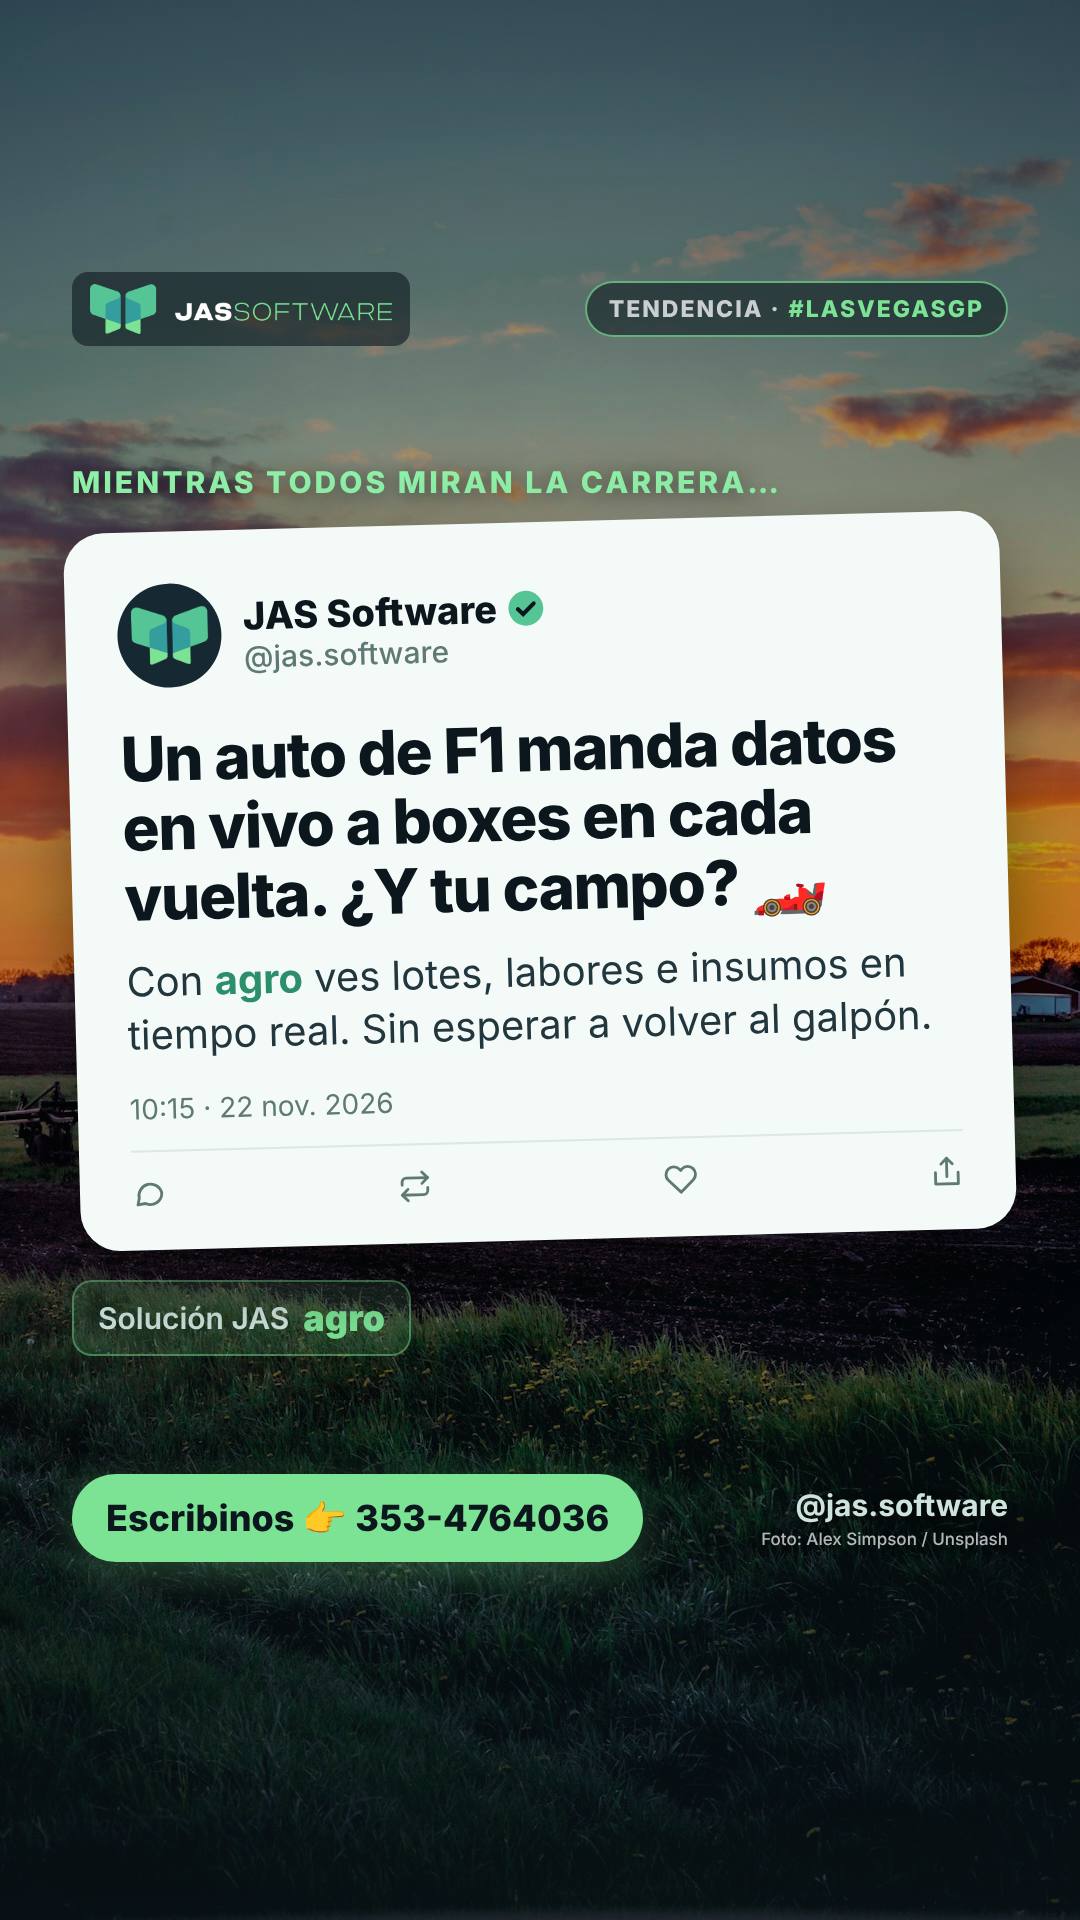 JASSOFTWARE
TENDENCIA · #LASVEGASGP
MIENTRAS TODOS MIRAN LA CARRERA...
JAS Software
@jas.software
Un auto de F1 manda datos
en vivo a boxes en cada
vuelta. ¿Y tu campo? 🏎️
Con agro ves lotes, labores e insumos en
tiempo real. Sin esperar a volver al galpón.
10:15 · 22 nov. 2026
Solución JAS agro
Escribinos 👉 353-4764036
@jas.software
Foto: Alex Simpson / Unsplash